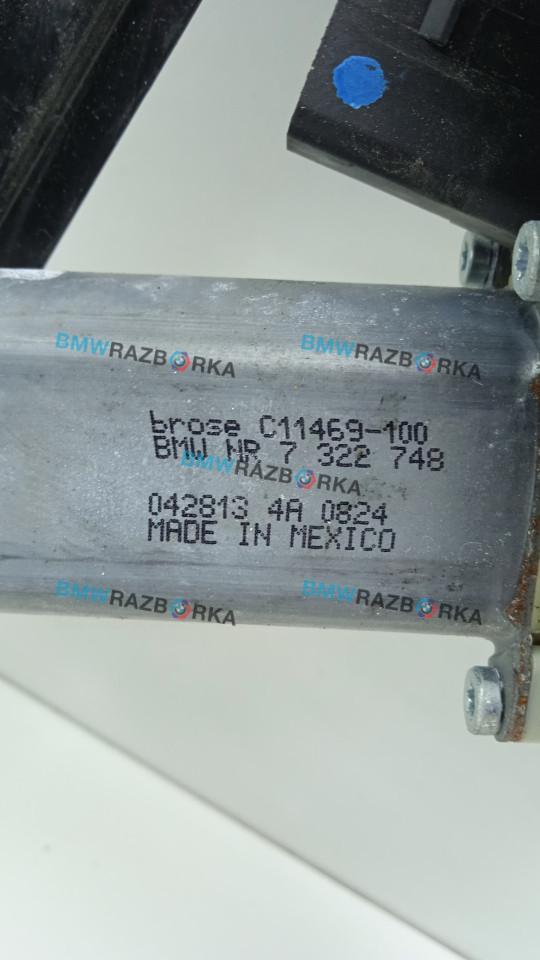 BMWRAZBORKA BMWRAZBORKA
brose C11469-100
BMW NR 7 322 748
BMWRAZBORKA
042813 4A 0824
MADE IN MEXICO
BMWRAZBORKA BMWRAZBORKA